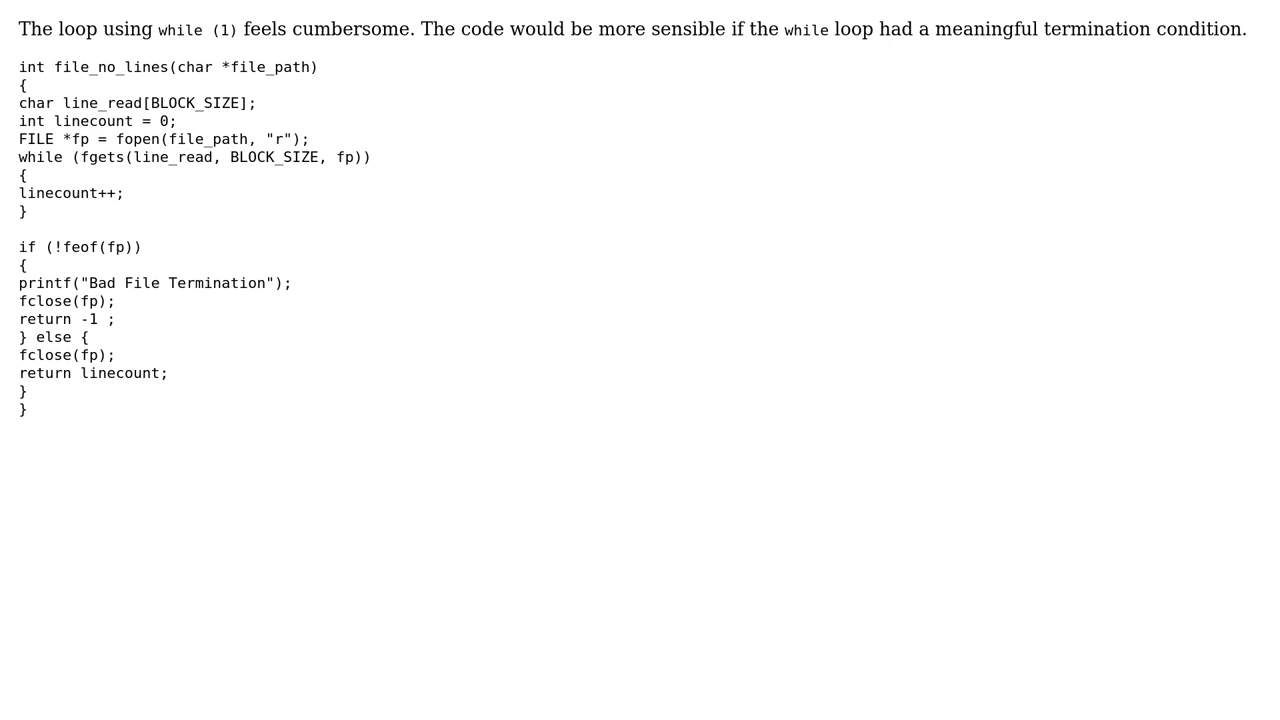 The loop using while (1) feels cumbersome. The code would be more sensible if the while loop had a meaningful termination condition.
int file_no_lines(char *file_path)
{
char line_read[BLOCK_SIZE];
int linecount = 0;
FILE *fp = fopen(file_path, "r");
while (fgets(line_read, BLOCK_SIZE, fp))
{
linecount++;
}

if (!feof(fp))
{
printf("Bad File Termination");
fclose(fp);
return -1 ;
} else {
fclose(fp);
return linecount;
}
}